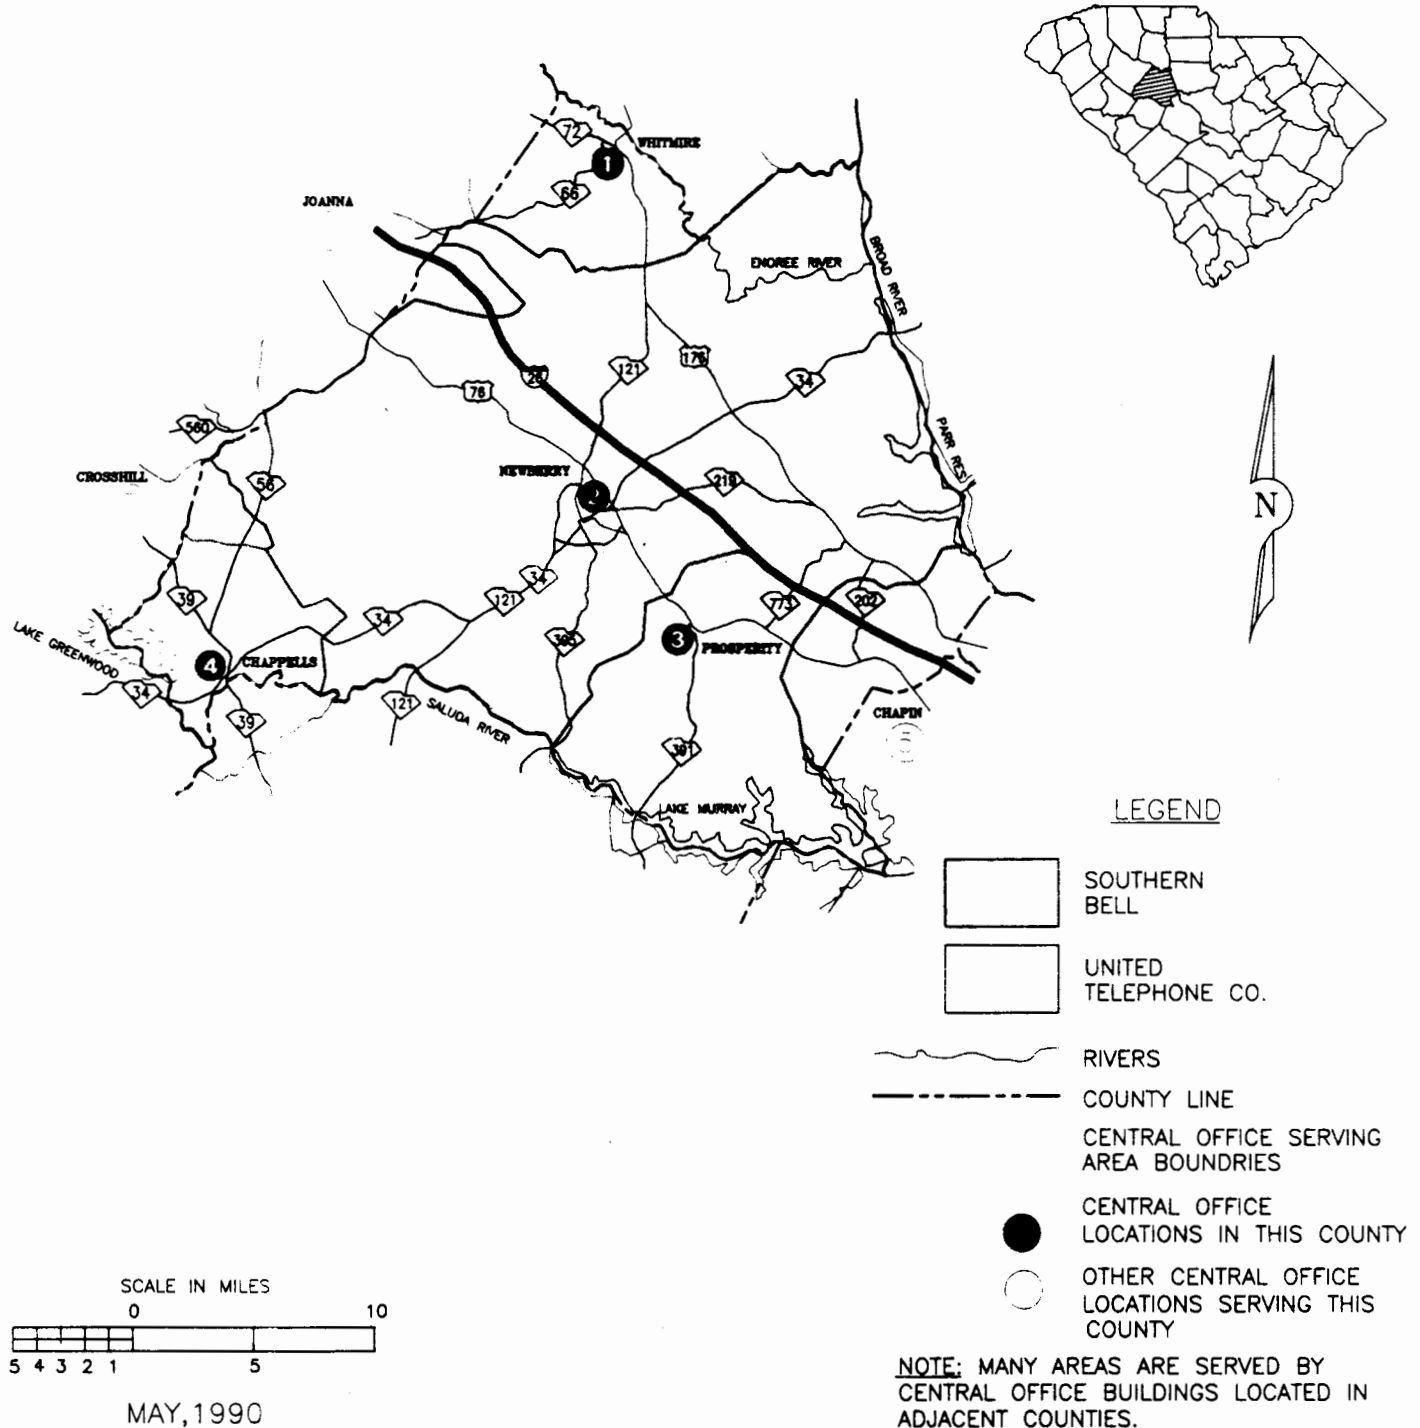 72
WHITMIRE
1
66
JOANNA
ENOREE RIVER
BROAD RIVER
121
176
34
26
76
560
PARR RES
NEWBERRY
CROSSHILL
219
56
2
N
34
39
121
773
202
34
395
3
PROSPERITY
LAKE GREENWOOD
4
CHAPPELLS
34
121
SALUDA RIVER
39
CHAPIN
391
LAKE MURRAY
LEGEND
SOUTHERN
BELL
UNITED
TELEPHONE CO.
RIVERS
COUNTY LINE
CENTRAL OFFICE SERVING
AREA BOUNDRIES
CENTRAL OFFICE
LOCATIONS IN THIS COUNTY
OTHER CENTRAL OFFICE
LOCATIONS SERVING THIS
COUNTY
SCALE IN MILES
0 10
5 4 3 2 1 5
MAY,1990
NOTE: MANY AREAS ARE SERVED BY
CENTRAL OFFICE BUILDINGS LOCATED IN
ADJACENT COUNTIES.